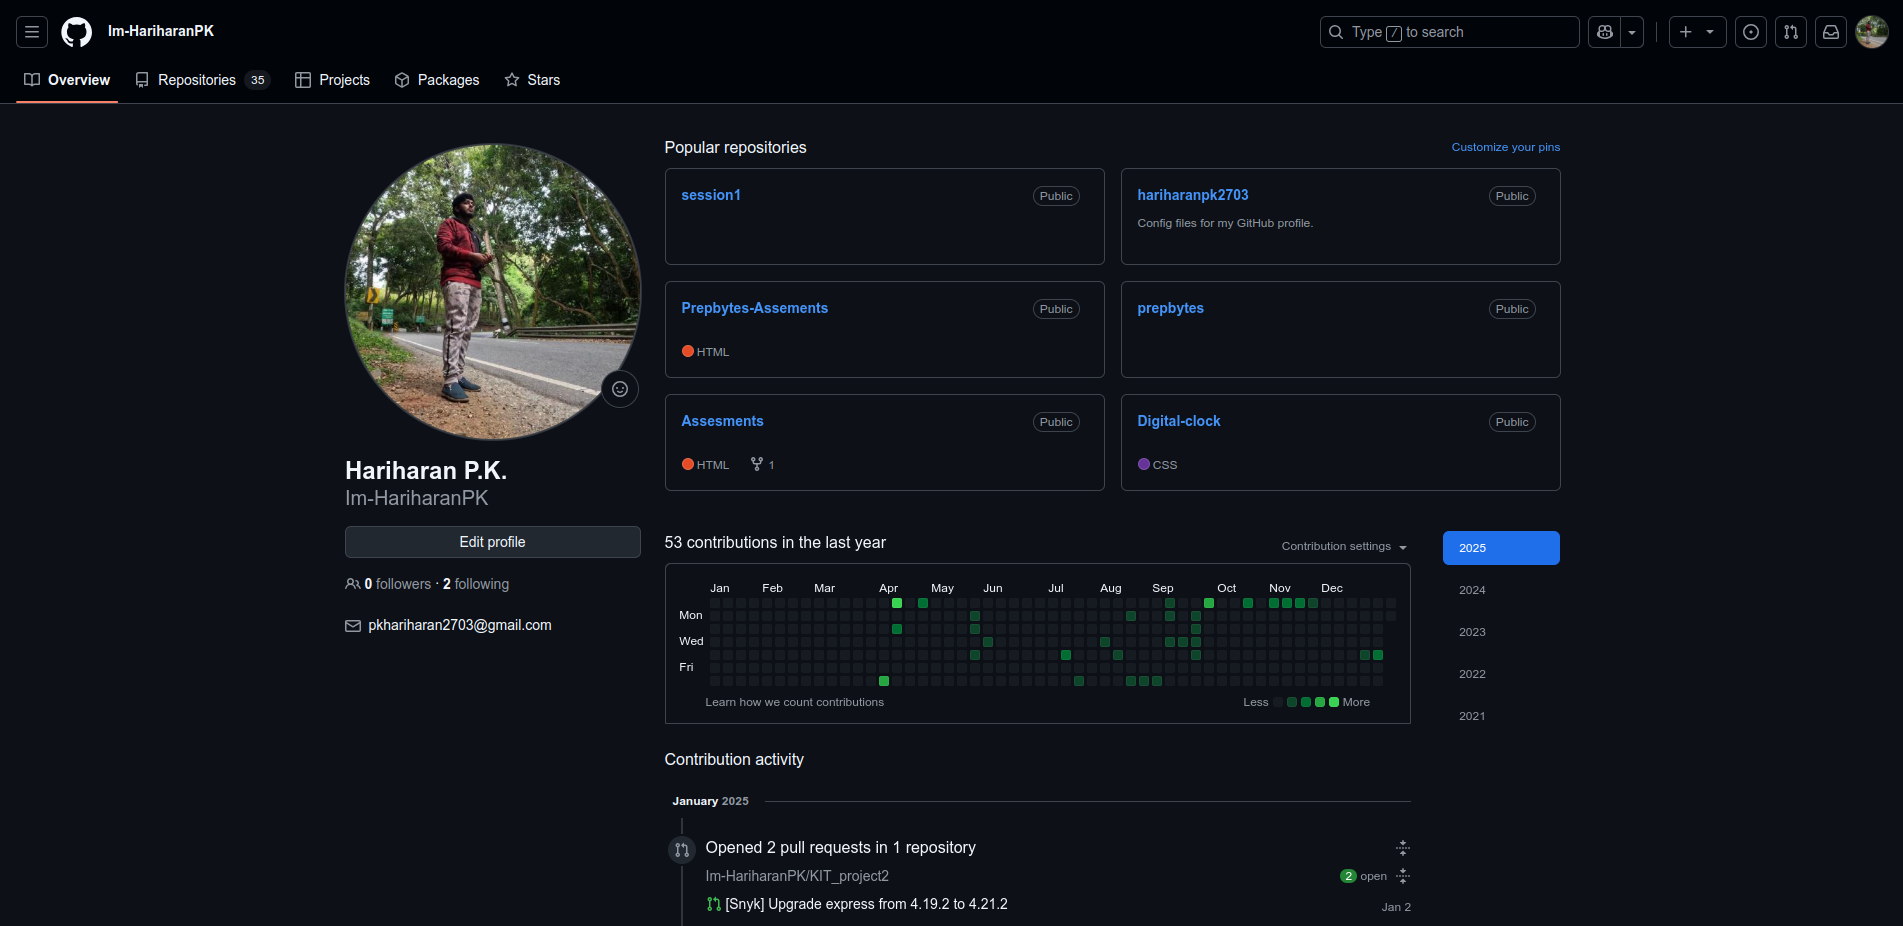 Im-HariharanPK
Type / to search
Overview
Repositories 35
Projects
Packages
Stars
Hariharan P.K.
Im-HariharanPK
Edit profile
0 followers · 2 following
pkhariharan2703@gmail.com
Popular repositories
Customize your pins
session1
Public
hariharanpk2703
Public
Config files for my GitHub profile.
Prepbytes-Assements
Public
HTML
prepbytes
Public
Assesments
Public
HTML
1
Digital-clock
Public
CSS
53 contributions in the last year
Contribution settings
2025
2024
2023
2022
2021
Jan Feb Mar Apr May Jun Jul Aug Sep Oct Nov Dec
Mon
Wed
Fri
Learn how we count contributions
Less
More
Contribution activity
January 2025
Opened 2 pull requests in 1 repository
Im-HariharanPK/KIT_project2
2 open
[Snyk] Upgrade express from 4.19.2 to 4.21.2
Jan 2